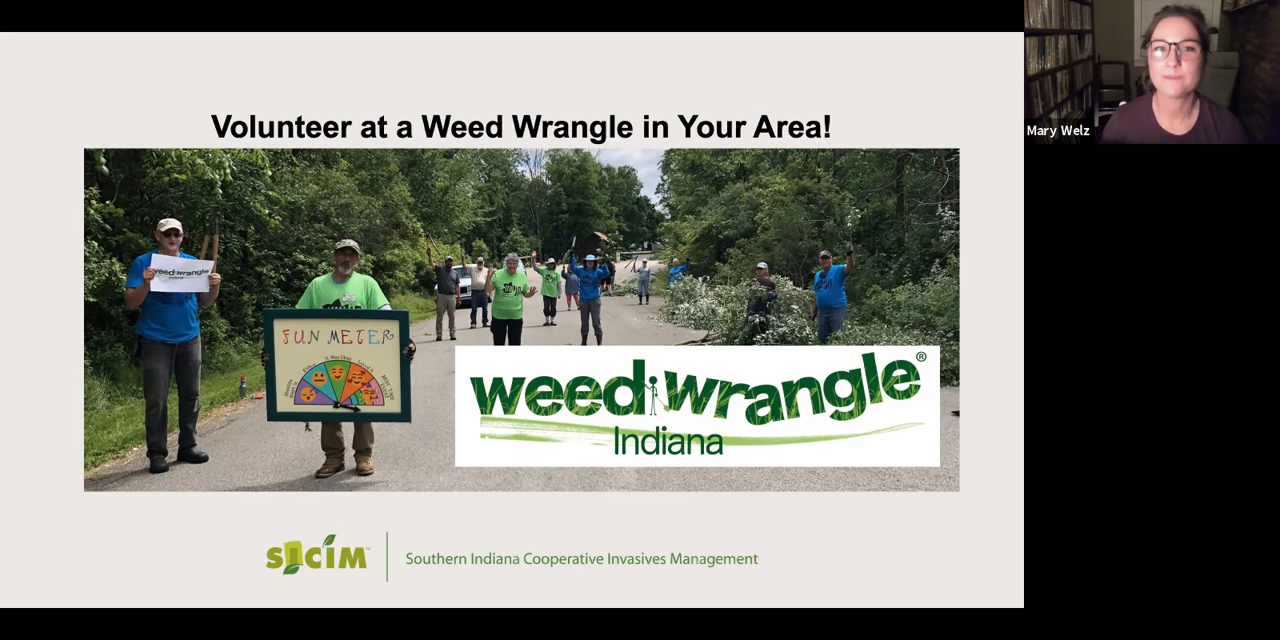 Volunteer at a Weed Wrangle in Your Area!
Mary Welz
weed wrangle
FUN METER
weed wrangle®
Indiana
SICIM™
Southern Indiana Cooperative Invasives Management